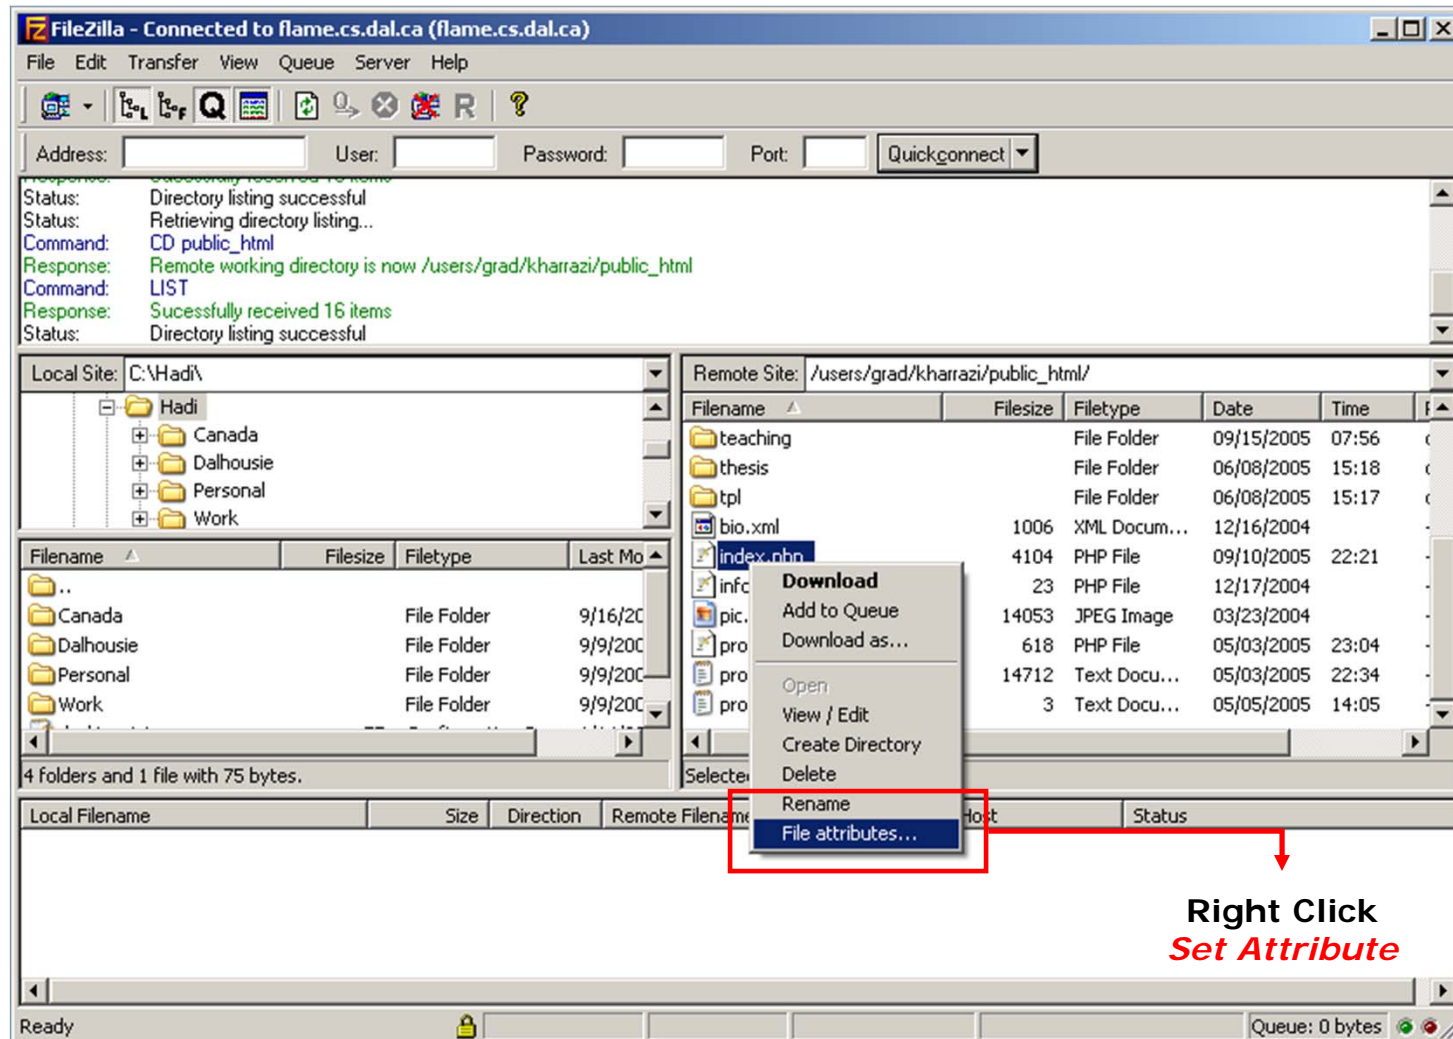 FileZilla - Connected to flame.cs.dal.ca (flame.cs.dal.ca)
File Edit Transfer View Queue Server Help
Address: User: Password: Port: Quickconnect
Response: Sucessfully received 16 items
Status: Directory listing successful
Status: Retrieving directory listing...
Command: CD public_html
Response: Remote working directory is now /users/grad/kharrazi/public_html
Command: LIST
Response: Sucessfully received 16 items
Status: Directory listing successful
Local Site: C:\Hadi\
Hadi
Canada
Dalhousie
Personal
Work
Filename Filesize Filetype Last Mo
..
Canada File Folder 9/16/20
Dalhousie File Folder 9/9/200
Personal File Folder 9/9/200
Work File Folder 9/9/200
4 folders and 1 file with 75 bytes.
Remote Site: /users/grad/kharrazi/public_html/
Filename Filesize Filetype Date Time
teaching File Folder 09/15/2005 07:56
thesis File Folder 06/08/2005 15:18
tpl File Folder 06/08/2005 15:17
bio.xml 1006 XML Docum... 12/16/2004
index.php 4104 PHP File 09/10/2005 22:21
info 23 PHP File 12/17/2004
pic. 14053 JPEG Image 03/23/2004
pro 618 PHP File 05/03/2005 23:04
pro 14712 Text Docu... 05/03/2005 22:34
pro 3 Text Docu... 05/05/2005 14:05
Selected
Download
Add to Queue
Download as...
Open
View / Edit
Create Directory
Delete
Rename
File attributes...
Local Filename Size Direction Remote Filename Host Status
Right Click
Set Attribute
Ready Queue: 0 bytes